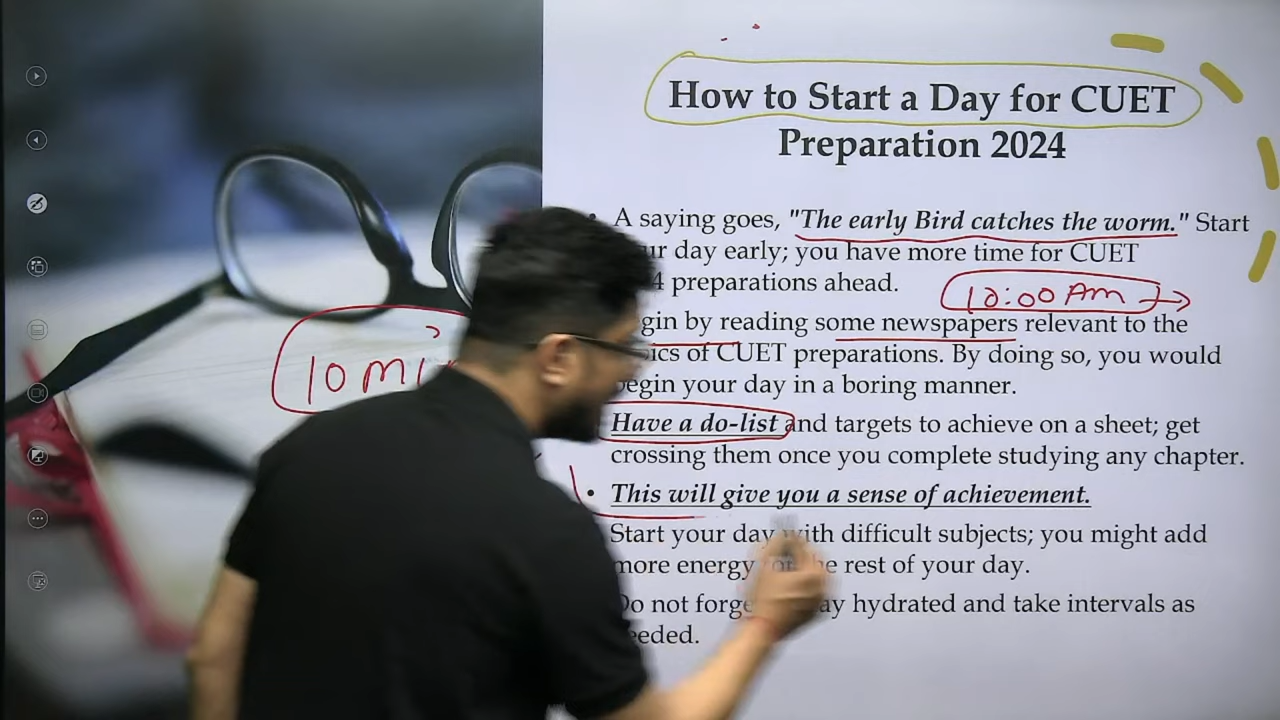 How to Start a Day for CUET
Preparation 2024
• A saying goes, "The early Bird catches the worm." Start
day early; you have more time for CUET
preparations ahead.
10:00 Am
by reading some newspapers relevant to the
of CUET preparations. By doing so, you would
begin your day in a boring manner.
10 min
Have a do-list and targets to achieve on a sheet; get
crossing them once you complete studying any chapter.
• This will give you a sense of achievement.
Start your day with difficult subjects; you might add
more energy rest of your day.
Do not hydrated and take intervals as
needed.